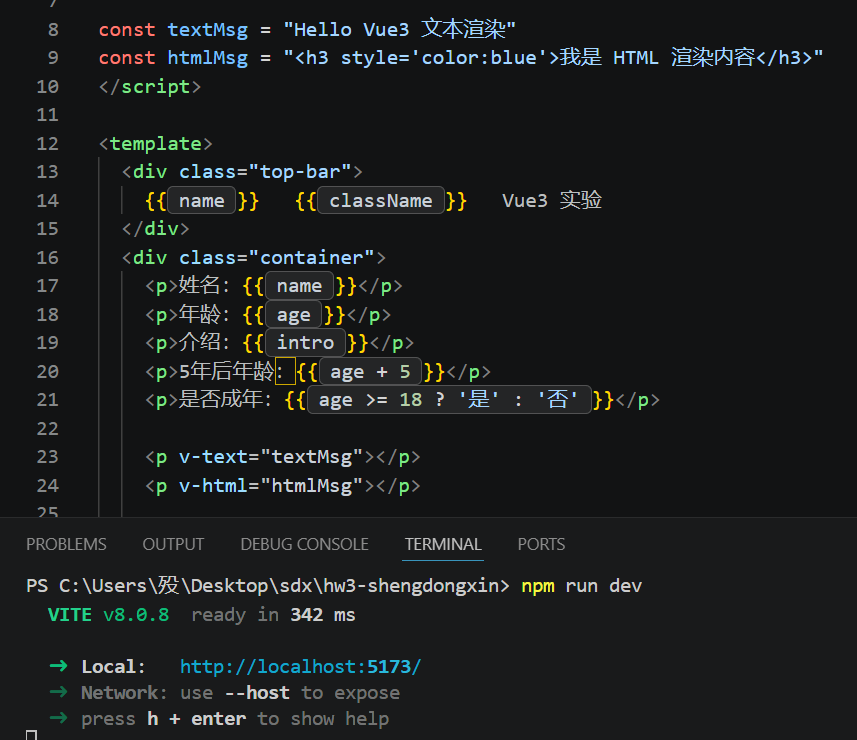 7
8 const textMsg = "Hello Vue3 文本渲染"
9 const htmlMsg = "<h3 style='color:blue'>我是 HTML 渲染内容</h3>"
10 </script>
11
12 <template>
13 <div class="top-bar">
14 {{ name }} {{ className }} Vue3 实验
15 </div>
16 <div class="container">
17 <p>姓名：{{ name }}</p>
18 <p>年龄：{{ age }}</p>
19 <p>介绍：{{ intro }}</p>
20 <p>5年后年龄：{{ age + 5 }}</p>
21 <p>是否成年：{{ age >= 18 ? '是' : '否' }}</p>
22
23 <p v-text="textMsg"></p>
24 <p v-html="htmlMsg"></p>
25
PROBLEMS OUTPUT DEBUG CONSOLE TERMINAL PORTS
PS C:\Users\殁\Desktop\sdx\hw3-shengdongxin> npm run dev
VITE v8.0.8 ready in 342 ms
➜ Local: http://localhost:5173/
➜ Network: use --host to expose
➜ press h + enter to show help